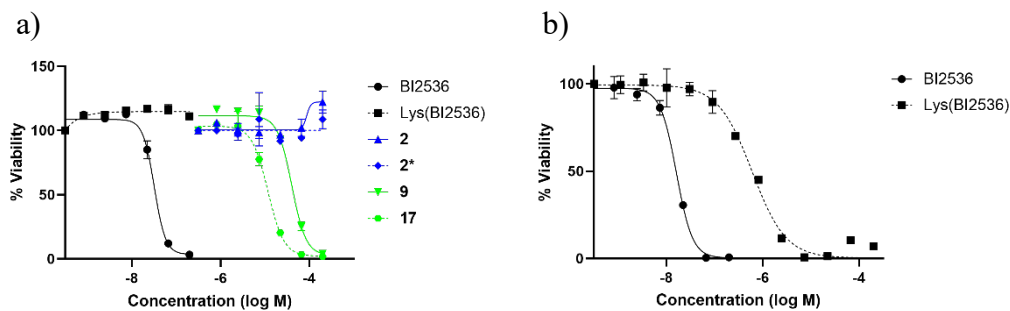 a)
150
100
50
0
% Viability
-8
-6
-4
Concentration (log M)
BI2536
Lys(BI2536)
2
2*
9
17
b)
100
50
0
% Viability
-8
-6
-4
Concentration (log M)
BI2536
Lys(BI2536)